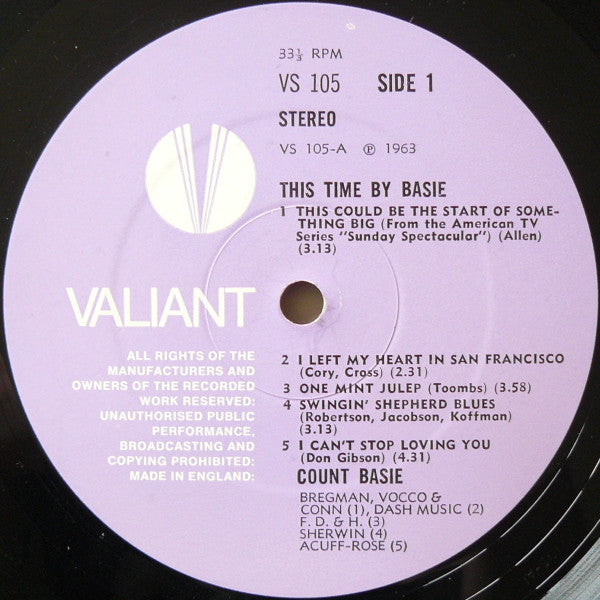 33⅓ RPM
VS 105 SIDE 1
STEREO
VS 105-A ℗ 1963
THIS TIME BY BASIE
1 THIS COULD BE THE START OF SOME-
THING BIG (From the American TV
Series "Sunday Spectacular") (Allen)
(3.13)
VALIANT
ALL RIGHTS OF THE
MANUFACTURERS AND
OWNERS OF THE RECORDED
WORK RESERVED:
UNAUTHORISED PUBLIC
PERFORMANCE,
BROADCASTING AND
COPYING PROHIBITED:
MADE IN ENGLAND:
2 I LEFT MY HEART IN SAN FRANCISCO
(Cory, Cross) (2.31)
3 ONE MINT JULEP (Toombs) (3.58)
4 SWINGIN' SHEPHERD BLUES
(Robertson, Jacobson, Koffman)
(3.13)
5 I CAN'T STOP LOVING YOU
(Don Gibson) (4.31)
COUNT BASIE
BREGMAN, VOCCO &
CONN (1), DASH MUSIC (2)
F. D. & H. (3)
SHERWIN (4)
ACUFF-ROSE (5)